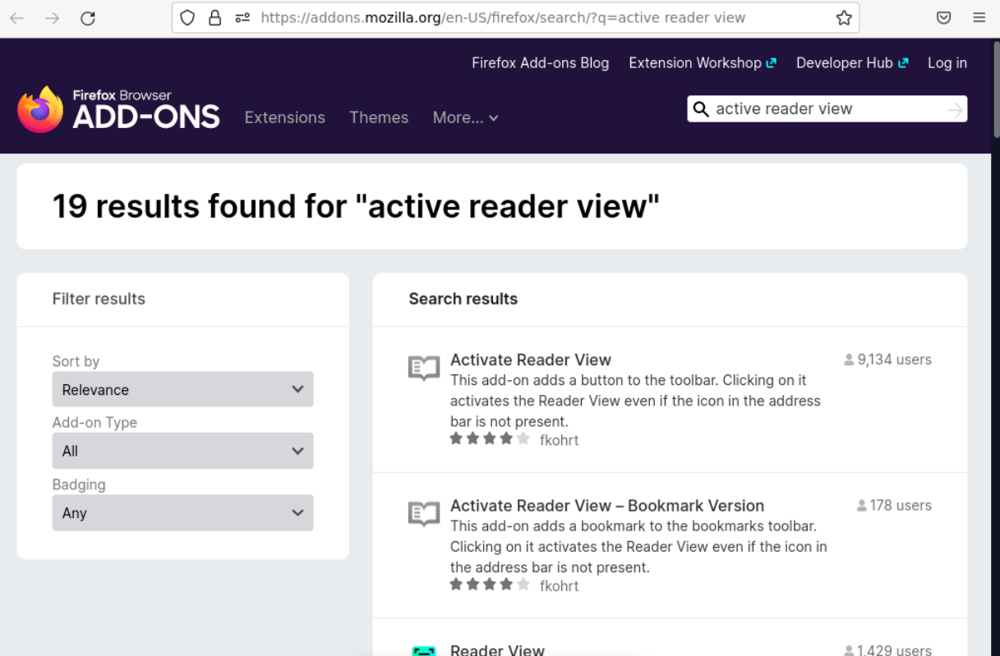 https://addons.mozilla.org/en-US/firefox/search/?q=active reader view
Firefox Add-ons Blog Extension Workshop Developer Hub Log in
Firefox Browser
ADD-ONS
Extensions Themes More...
active reader view
19 results found for "active reader view"
Filter results
Sort by
Relevance
Add-on Type
All
Badging
Any
Search results
Activate Reader View
9,134 users
This add-on adds a button to the toolbar. Clicking on it
activates the Reader View even if the icon in the address
bar is not present.
fkohrt
Activate Reader View – Bookmark Version
178 users
This add-on adds a bookmark to the bookmarks toolbar.
Clicking on it activates the Reader View even if the icon in
the address bar is not present.
fkohrt
Reader View
1,429 users